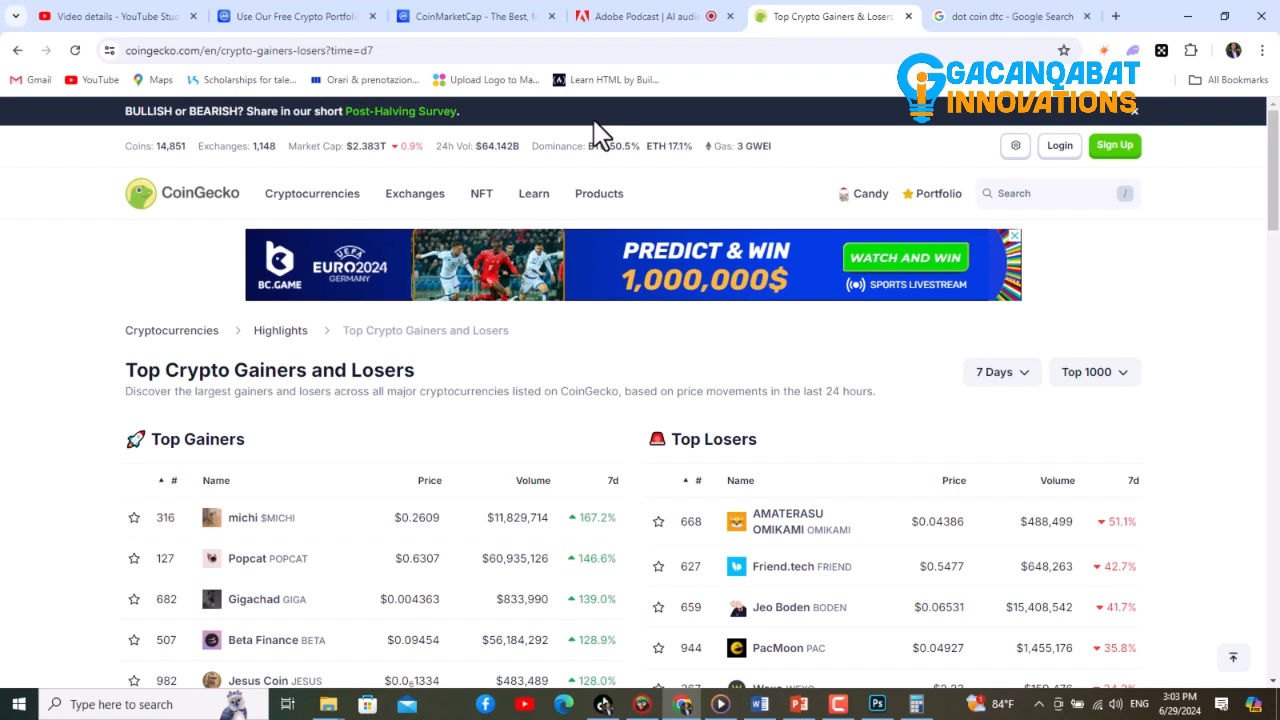 Video details - YouTube Stud
Use Our Free Crypto Portfolio
CoinMarketCap - The Best, M
Adobe Podcast | AI audio
Top Crypto Gainers & Losers
dot coin dtc - Google Search
coingecko.com/en/crypto-gainers-losers?time=d7
Gmail
YouTube
Maps
Scholarships for tale...
Orari & prenotazion...
Upload Logo to Ma...
Learn HTML by Buil...
All Bookmarks
GACANQABAT
INNOVATIONS
BULLISH or BEARISH? Share in our short Post-Halving Survey.
Coins: 14,851 Exchanges: 1,148 Market Cap: $2.383T 0.9% 24h Vol: $64.142B Dominance: 50.5% ETH 17.1% Gas: 3 GWEI
Login
Sign Up
CoinGecko
Cryptocurrencies
Exchanges
NFT
Learn
Products
Candy
Portfolio
Search
/
BC.GAME
UEFA
EURO2024
GERMANY
PREDICT & WIN
1,000,000$
WATCH AND WIN
SPORTS LIVESTREAM
Cryptocurrencies > Highlights > Top Crypto Gainers and Losers
Top Crypto Gainers and Losers
7 Days
Top 1000
Discover the largest gainers and losers across all major cryptocurrencies listed on CoinGecko, based on price movements in the last 24 hours.
Top Gainers
# Name Price Volume 7d
316 michi $MICHI $0.2609 $11,829,714 167.2%
127 Popcat POPCAT $0.6307 $60,935,126 146.6%
682 Gigachad GIGA $0.004363 $833,990 139.0%
507 Beta Finance BETA $0.09454 $56,184,292 128.9%
982 Jesus Coin JESUS $0.0₆1334 $483,489 128.0%
Top Losers
# Name Price Volume 7d
668 AMATERASU OMIKAMI OMIKAMI $0.04386 $488,499 51.1%
627 Friend.tech FRIEND $0.5477 $648,263 42.7%
659 Jeo Boden BODEN $0.06531 $15,408,542 41.7%
944 PacMoon PAC $0.04927 $1,455,176 35.8%
Type here to search
84°F
ENG
3:03 PM
6/29/2024